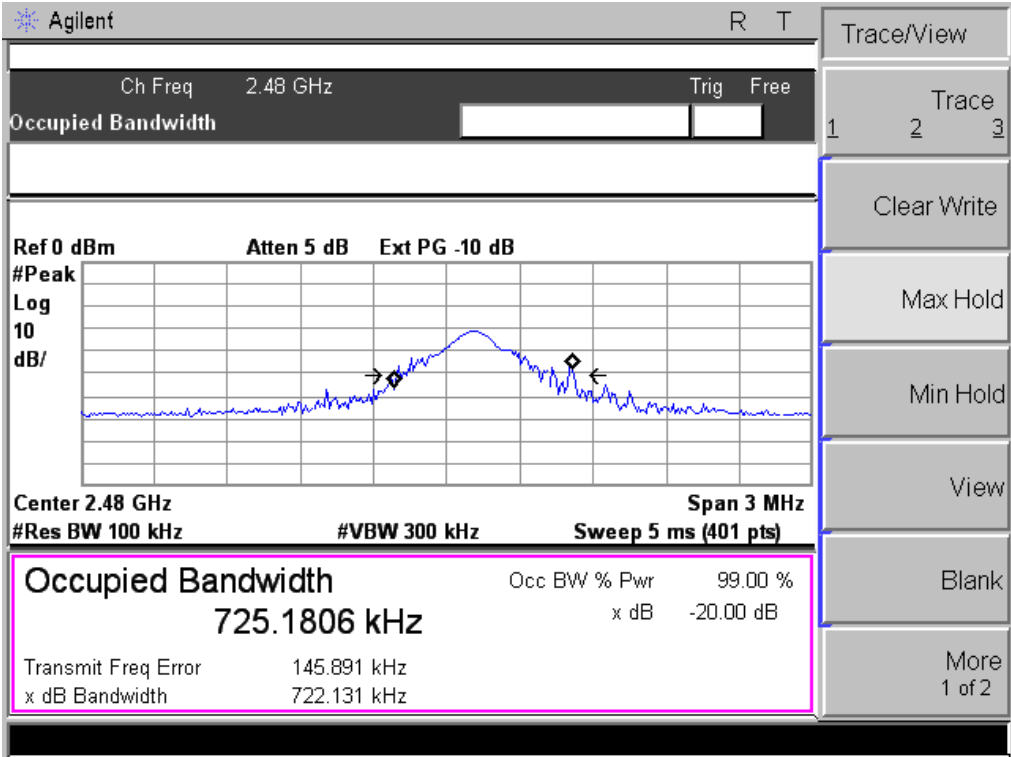 Agilent R T
Ch Freq 2.48 GHz Trig Free
Occupied Bandwidth
Ref 0 dBm Atten 5 dB Ext PG -10 dB
#Peak
Log
10
dB/
Center 2.48 GHz Span 3 MHz
#Res BW 100 kHz #VBW 300 kHz Sweep 5 ms (401 pts)
Occupied Bandwidth Occ BW % Pwr 99.00 %
725.1806 kHz x dB -20.00 dB
Transmit Freq Error 145.891 kHz
x dB Bandwidth 722.131 kHz
Trace/View
Trace
1 2 3
Clear Write
Max Hold
Min Hold
View
Blank
More
1 of 2